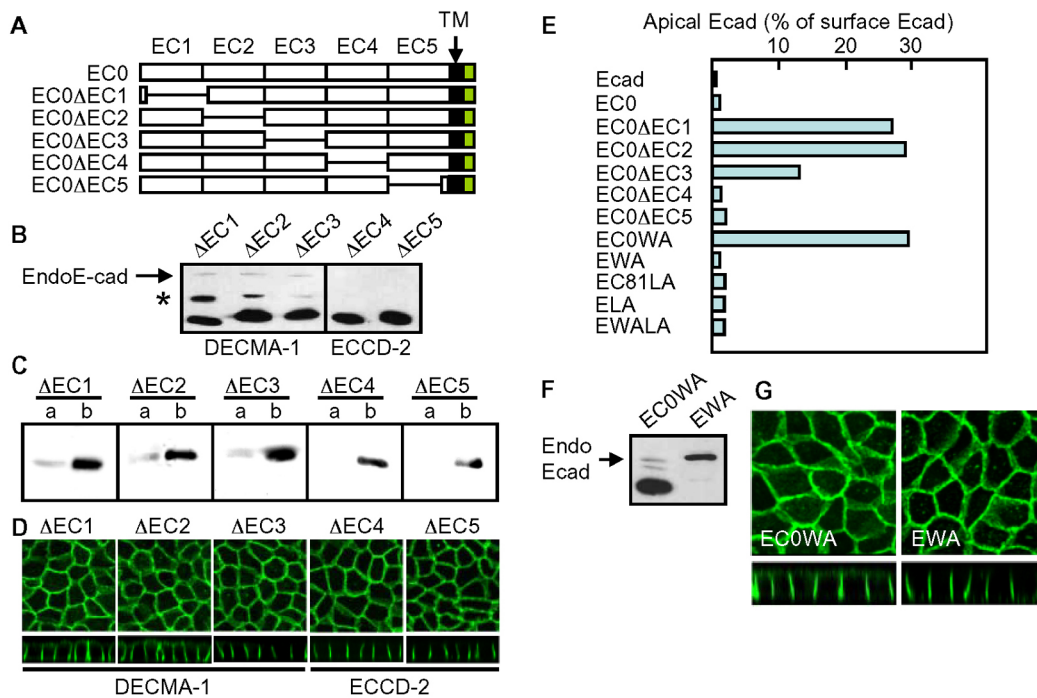 A
TM
EC1 EC2 EC3 EC4 EC5
EC0
EC0ΔEC1
EC0ΔEC2
EC0ΔEC3
EC0ΔEC4
EC0ΔEC5
B
ΔEC1 ΔEC2 ΔEC3 ΔEC4 ΔEC5
EndoE-cad
*
DECMA-1 ECCD-2
C
ΔEC1 ΔEC2 ΔEC3 ΔEC4 ΔEC5
a b a b a b a b a b
D
ΔEC1 ΔEC2 ΔEC3 ΔEC4 ΔEC5
DECMA-1 ECCD-2
E
Apical Ecad (% of surface Ecad)
10 20 30
Ecad
EC0
EC0ΔEC1
EC0ΔEC2
EC0ΔEC3
EC0ΔEC4
EC0ΔEC5
EC0WA
EWA
EC81LA
ELA
EWALA
F
EC0WA EWA
Endo
Ecad
G
EC0WA EWA